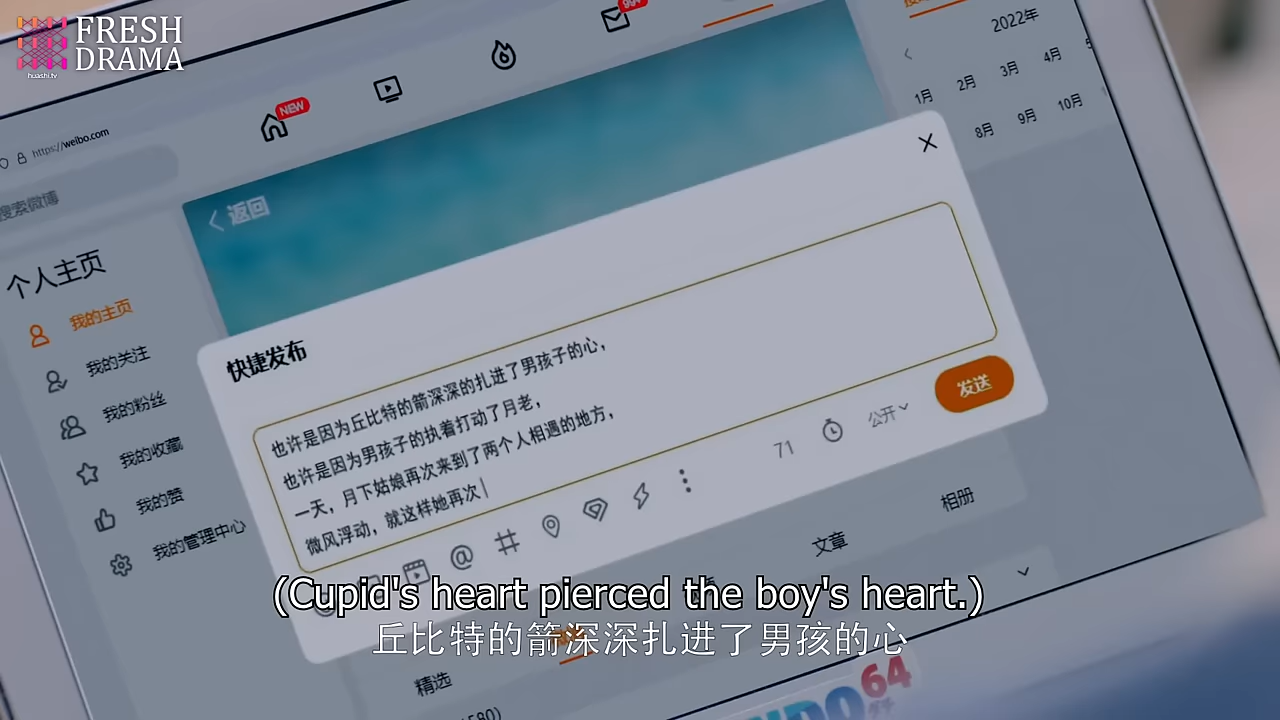 FRESH
DRAMA
huashi.tv
NEW
99+
https://weibo.com
搜索微博
2022年
1月 2月 3月 4月
8月 9月 10月
返回
个人主页
我的主页
我的关注
我的粉丝
我的收藏
我的赞
我的管理中心
快捷发布
也许是因为丘比特的箭深深的扎进了男孩子的心，
也许是因为男孩子的执着打动了月老，
一天，月下姑娘再次来到了两个人相遇的地方，
微风浮动，就这样她再次
71
公开
发送
文章
相册
精选
(Cupid's heart pierced the boy's heart.)
丘比特的箭深深扎进了男孩的心
64